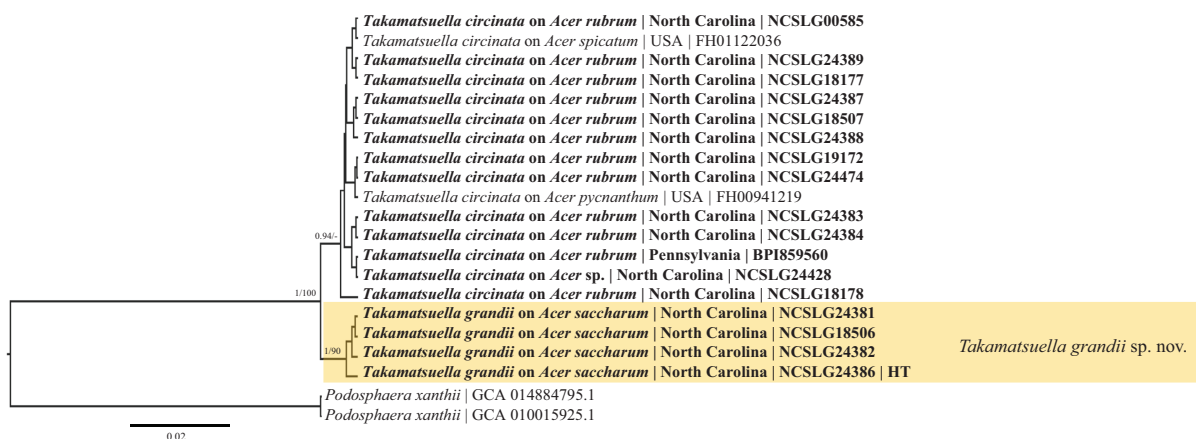 Takamatsuella circinata on Acer rubrum | North Carolina | NCSLG00585
Takamatsuella circinata on Acer spicatum | USA | FH01122036
Takamatsuella circinata on Acer rubrum | North Carolina | NCSLG24389
Takamatsuella circinata on Acer rubrum | North Carolina | NCSLG18177
Takamatsuella circinata on Acer rubrum | North Carolina | NCSLG24387
Takamatsuella circinata on Acer rubrum | North Carolina | NCSLG18507
Takamatsuella circinata on Acer rubrum | North Carolina | NCSLG24388
Takamatsuella circinata on Acer rubrum | North Carolina | NCSLG19172
Takamatsuella circinata on Acer rubrum | North Carolina | NCSLG24474
Takamatsuella circinata on Acer pycnanthum | USA | FH00941219
Takamatsuella circinata on Acer rubrum | North Carolina | NCSLG24383
0.94/-
Takamatsuella circinata on Acer rubrum | North Carolina | NCSLG24384
Takamatsuella circinata on Acer rubrum | Pennsylvania | BPI859560
Takamatsuella circinata on Acer sp. | North Carolina | NCSLG24428
1/100
Takamatsuella circinata on Acer rubrum | North Carolina | NCSLG18178
Takamatsuella grandii on Acer saccharum | North Carolina | NCSLG24381
Takamatsuella grandii on Acer saccharum | North Carolina | NCSLG18506
Takamatsuella grandii sp. nov.
1/90
Takamatsuella grandii on Acer saccharum | North Carolina | NCSLG24382
Takamatsuella grandii on Acer saccharum | North Carolina | NCSLG24386 | HT
Podosphaera xanthii | GCA 014884795.1
Podosphaera xanthii | GCA 010015925.1
0.02